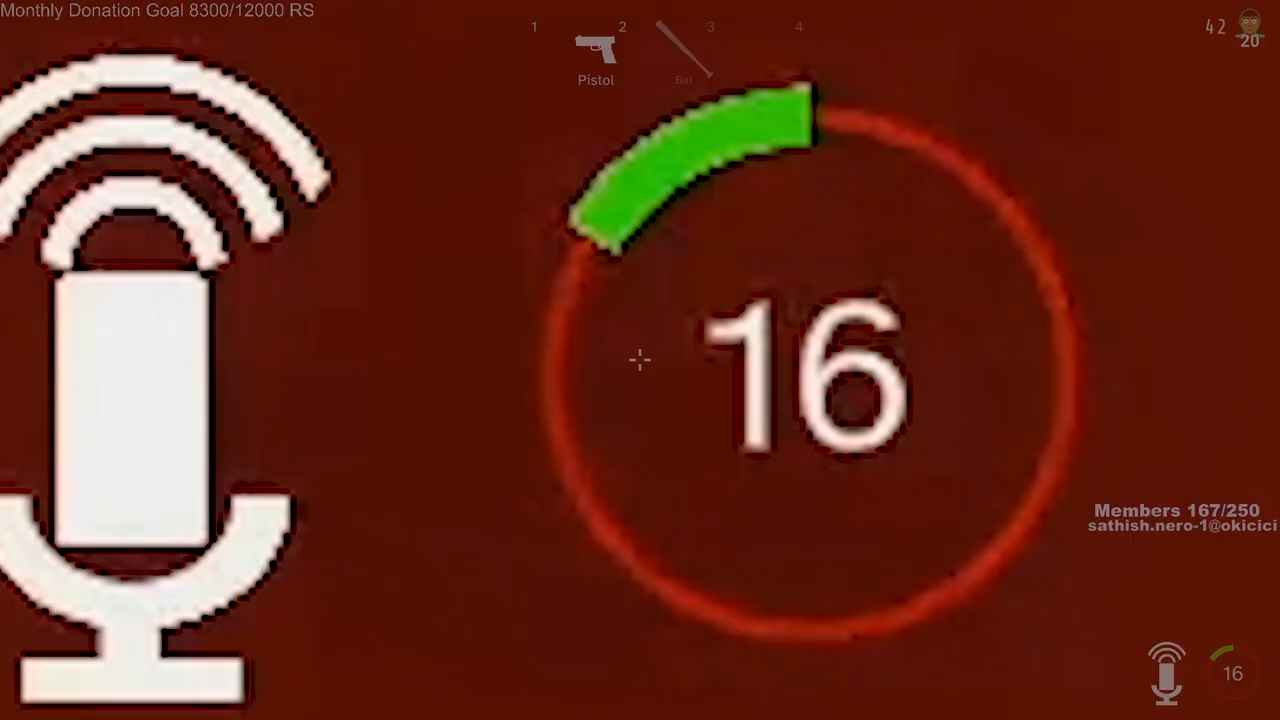 Monthly Donation Goal 8300/12000 RS
1 2 3 4
42
20
Pistol Bat
16
Members 167/250
sathish.nero-1@okicici
16